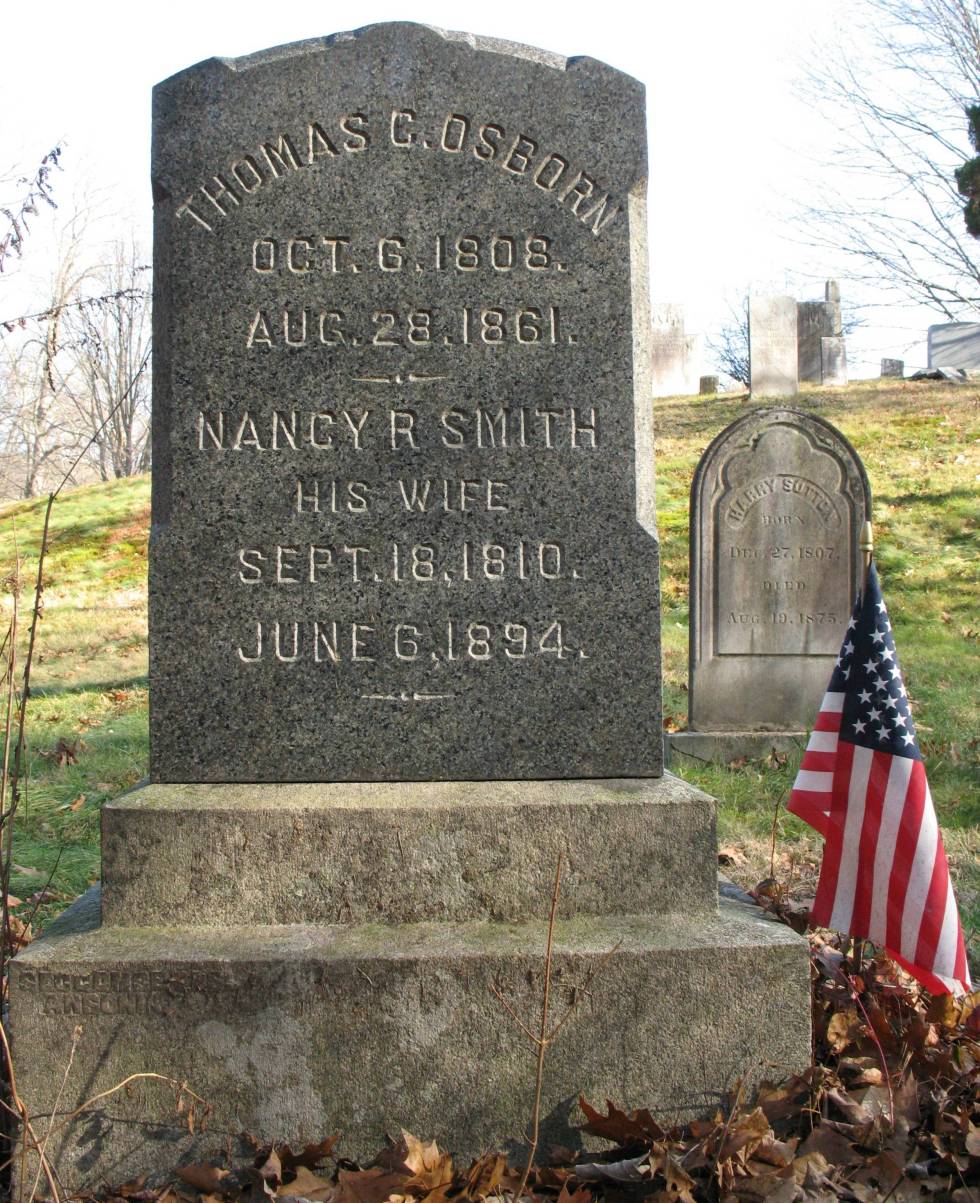 THOMAS C. OSBORN
OCT. 6, 1808.
AUG. 28, 1861.
NANCY R SMITH
HIS WIFE
SEPT. 18, 1810.
JUNE 6, 1894.
HARRY SUTTON
BORN
DEC. 27, 1807.
DIED
AUG. 19, 1875.
ANSONIA